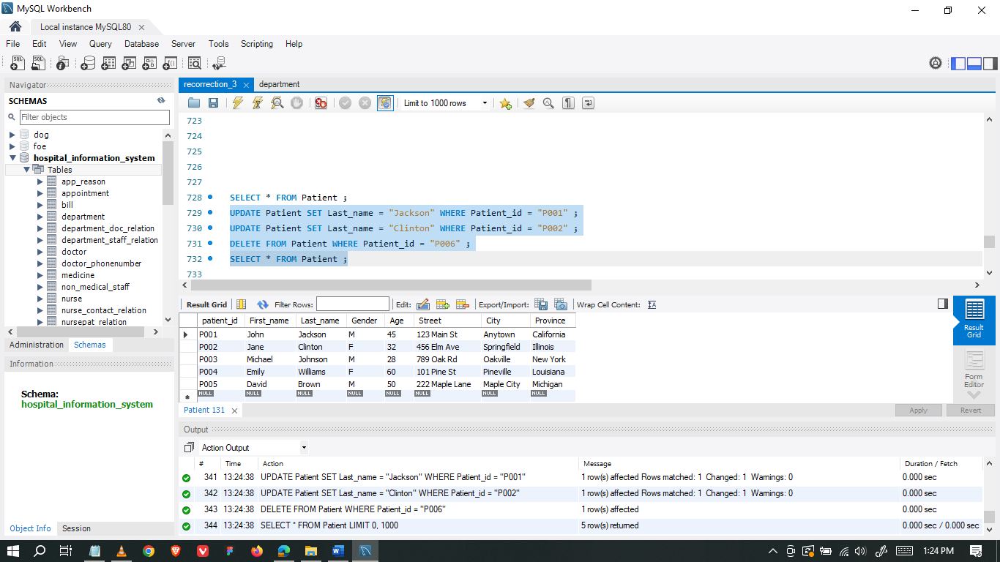 MySQL Workbench
Local instance MySQL80
File Edit View Query Database Server Tools Scripting Help
Navigator
SCHEMAS
Filter objects
dog
foe
hospital_information_system
Tables
app_reason
appointment
bill
department
department_doc_relation
department_staff_relation
doctor
doctor_phonenumber
medicine
non_medical_staff
nurse
nurse_contact_relation
nursepat_relation
Administration Schemas
Information
Schema:
hospital_information_system
Object Info Session
recorrection_3 department
Limit to 1000 rows
723
724
725
726
727
728 SELECT * FROM Patient ;
729 UPDATE Patient SET Last_name = "Jackson" WHERE Patient_id = "P001" ;
730 UPDATE Patient SET Last_name = "Clinton" WHERE Patient_id = "P002" ;
731 DELETE FROM Patient WHERE Patient_id = "P006" ;
732 SELECT * FROM Patient ;
733
Result Grid Filter Rows: Edit: Export/Import: Wrap Cell Content:
patient_id First_name Last_name Gender Age Street City Province
P001 John Jackson M 45 123 Main St Anytown California
P002 Jane Clinton F 32 456 Elm Ave Springfield Illinois
P003 Michael Johnson M 28 789 Oak Rd Oakville New York
P004 Emily Williams F 60 101 Pine St Pineville Louisiana
P005 David Brown M 50 222 Maple Lane Maple City Michigan
NULL NULL NULL NULL NULL NULL NULL NULL
Result
Grid
Form
Editor
Patient 131
Apply Revert
Output
Action Output
# Time Action Message Duration / Fetch
341 13:24:38 UPDATE Patient SET Last_name = "Jackson" WHERE Patient_id = "P001" 1 row(s) affected Rows matched: 1 Changed: 1 Warnings: 0 0.000 sec
342 13:24:38 UPDATE Patient SET Last_name = "Clinton" WHERE Patient_id = "P002" 1 row(s) affected Rows matched: 1 Changed: 1 Warnings: 0 0.000 sec
343 13:24:38 DELETE FROM Patient WHERE Patient_id = "P006" 1 row(s) affected 0.000 sec
344 13:24:38 SELECT * FROM Patient LIMIT 0, 1000 5 row(s) returned 0.000 sec / 0.000 sec
1:24 PM